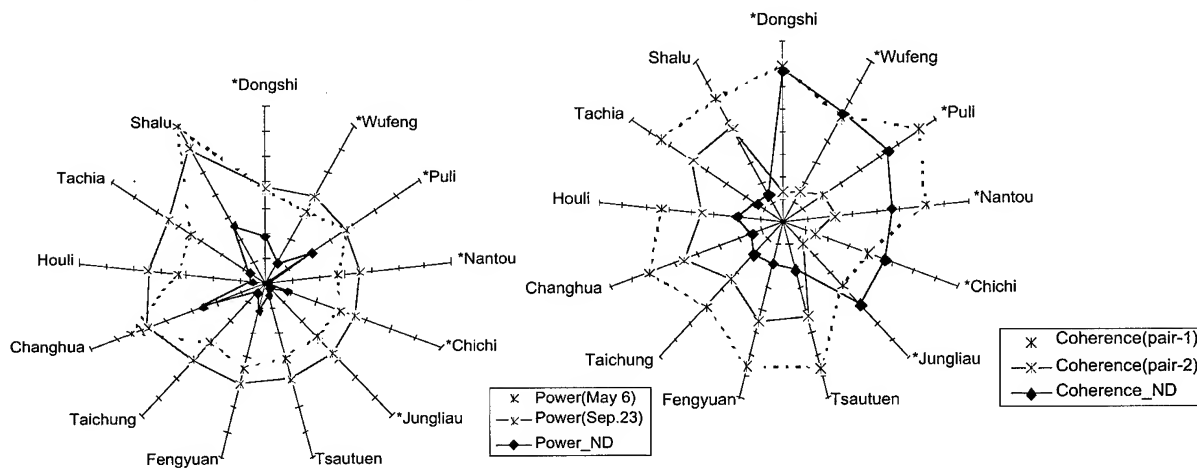 *Dongshi
*Wufeng
*Puli
*Nantou
*Chichi
*Jungliau
Tsautuen
Fengyuan
Taichung
Changhua
Houli
Tachia
Shalu
Power(May 6)
Power(Sep.23)
Power_ND
*Dongshi
*Wufeng
*Puli
*Nantou
*Chichi
*Jungliau
Tsautuen
Fengyuan
Taichung
Changhua
Houli
Tachia
Shalu
Coherence(pair-1)
Coherence(pair-2)
Coherence_ND